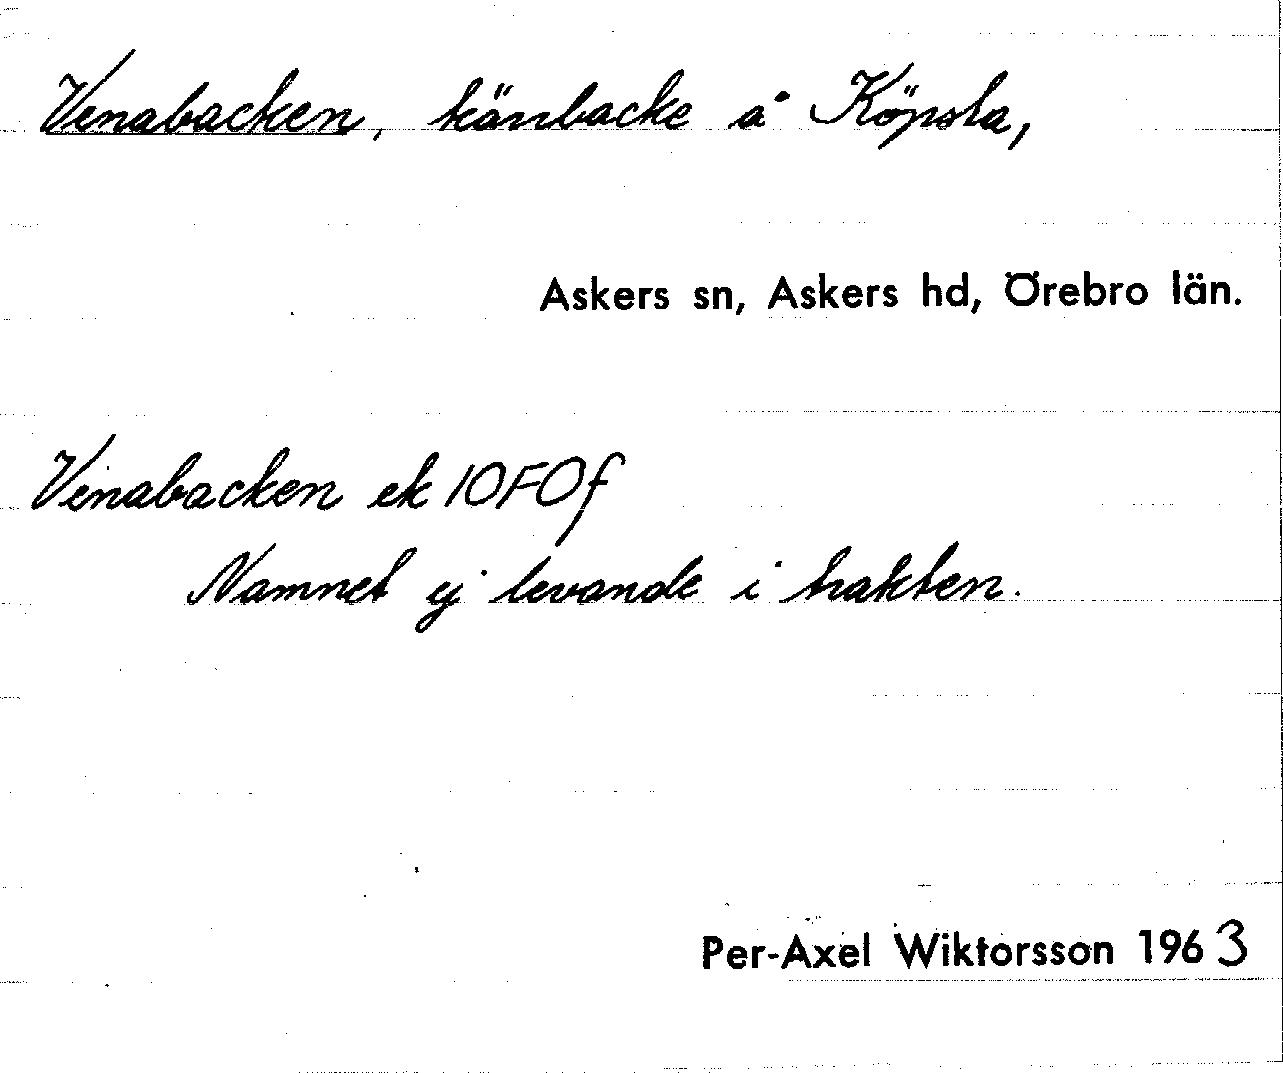 Venabacken, kärrbacke å Köpsta,
Askers sn, Askers hd, Örebro län.
Venabacken ek 10F0f
Namnet ej levande i trakten.
Per-Axel Wiktorsson 1963